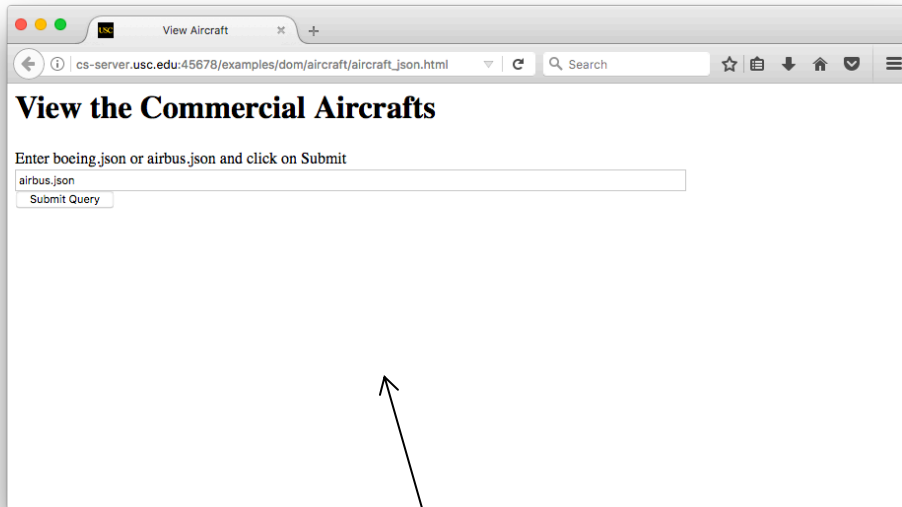 USC View Aircraft
cs-server.usc.edu:45678/examples/dom/aircraft/aircraft_json.html Search
View the Commercial Aircrafts
Enter boeing.json or airbus.json and click on Submit
airbus.json
Submit Query